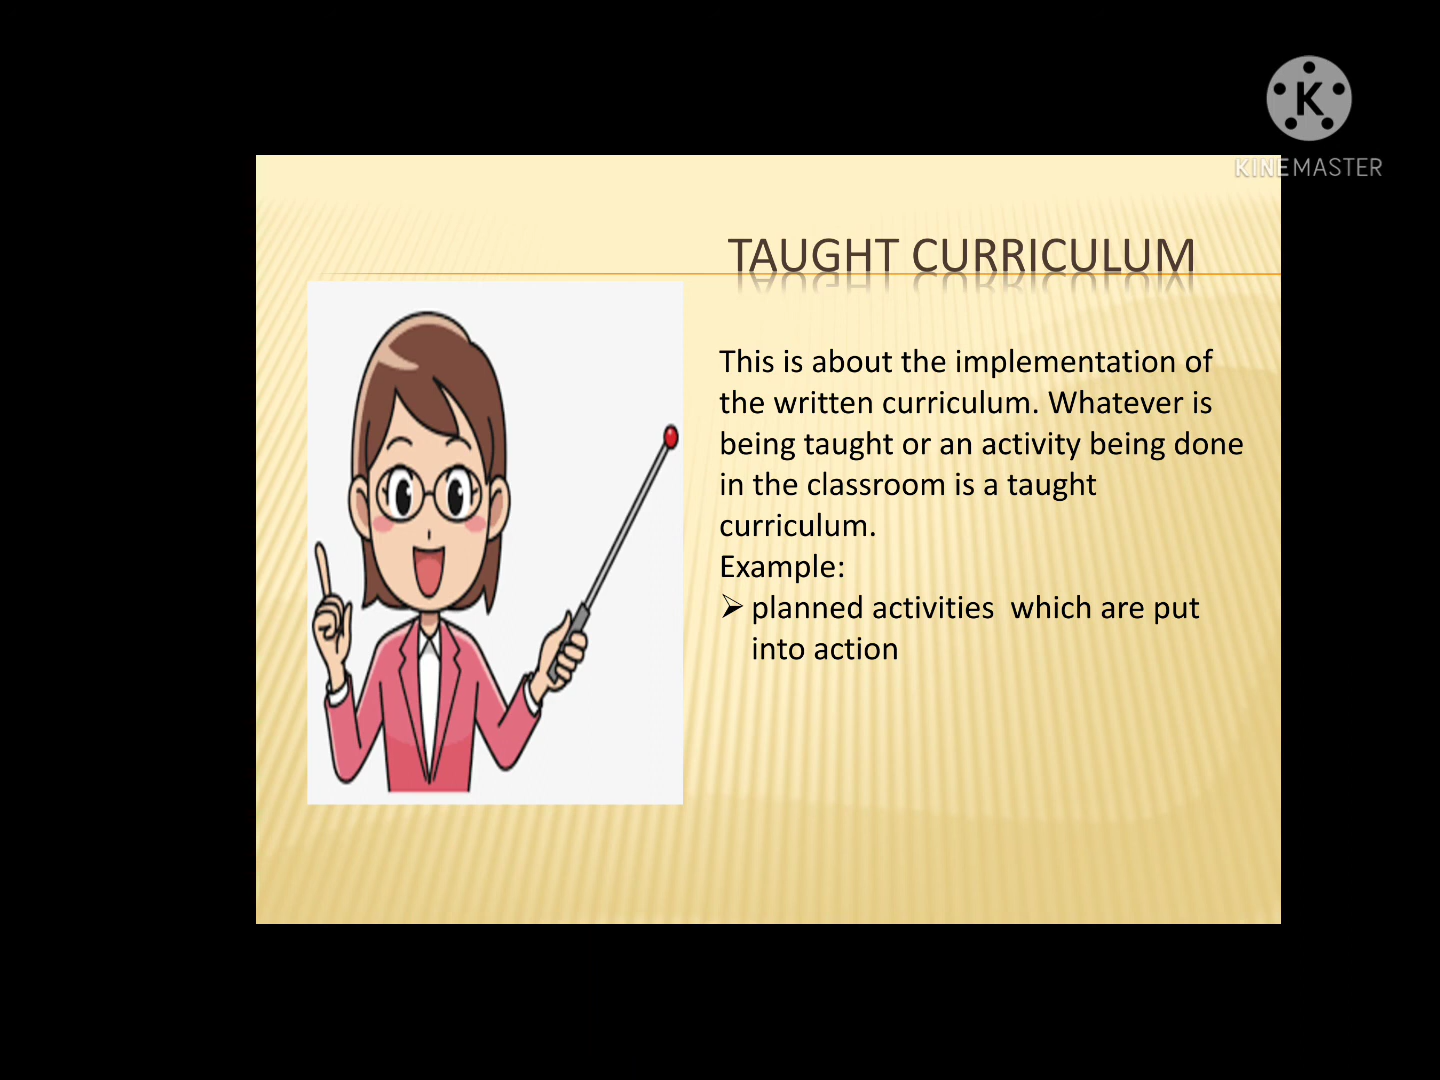 K
KINEMASTER
TAUGHT CURRICULUM
This is about the implementation of
the written curriculum. Whatever is
being taught or an activity being done
in the classroom is a taught
curriculum.
Example:
➢ planned activities  which are put
into action